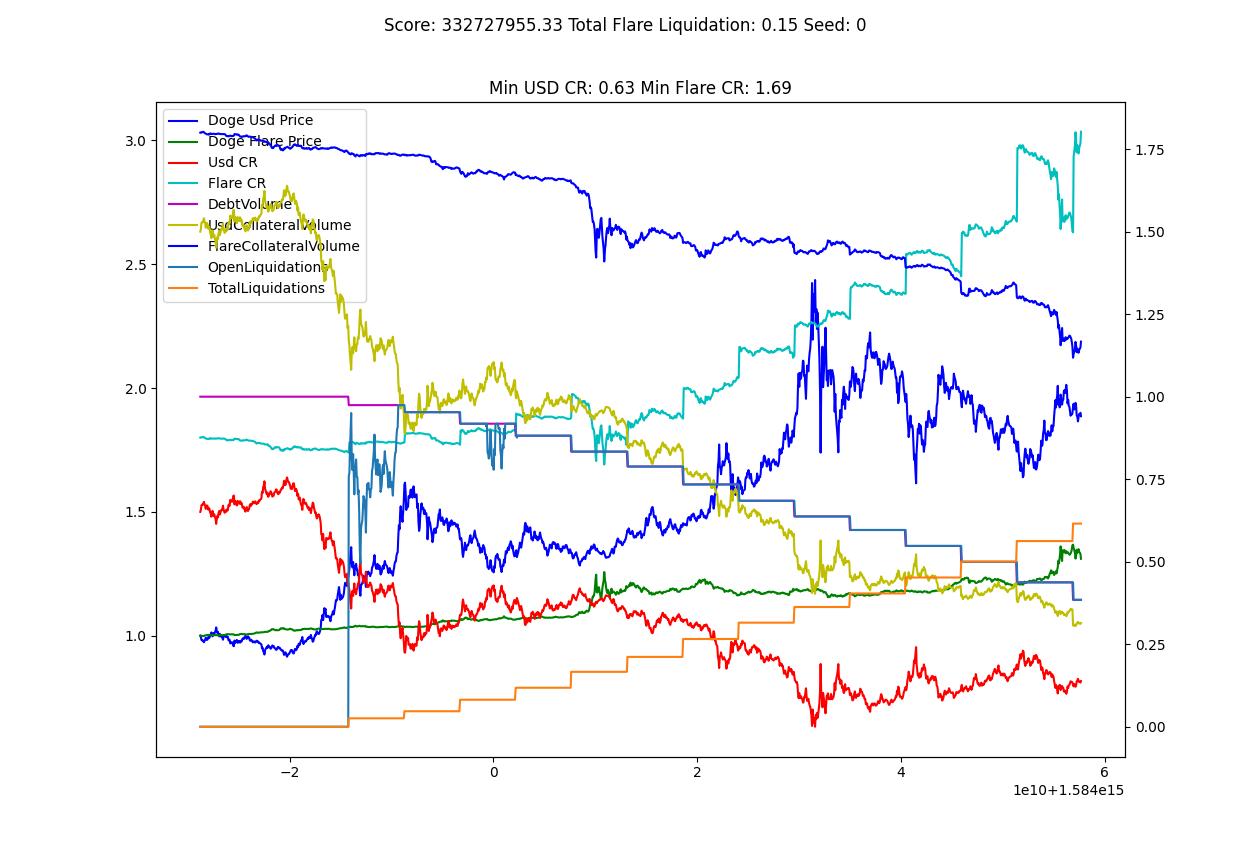 Score: 332727955.33 Total Flare Liquidation: 0.15 Seed: 0
Min USD CR: 0.63 Min Flare CR: 1.69
Doge Usd Price
Doge Flare Price
Usd CR
Flare CR
DebtVolume
UsdCollateralVolume
FlareCollateralVolume
OpenLiquidations
TotalLiquidations
3.0
2.5
2.0
1.5
1.0
1.75
1.50
1.25
1.00
0.75
0.50
0.25
0.00
−2
0
2
4
6
1e10+1.584e15